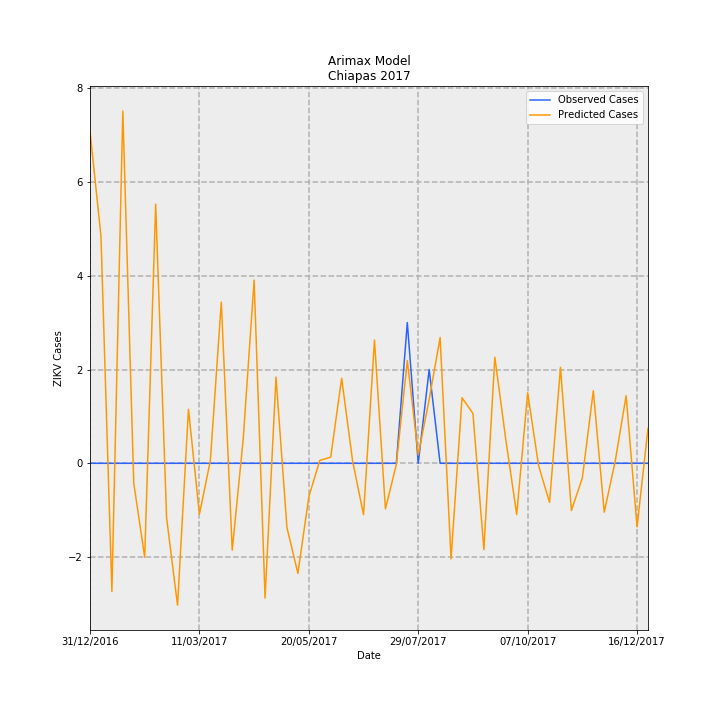 Arimax Model
Chiapas 2017
Observed Cases
Predicted Cases
8
6
4
2
0
−2
ZIKV Cases
31/12/2016 11/03/2017 20/05/2017 29/07/2017 07/10/2017 16/12/2017
Date